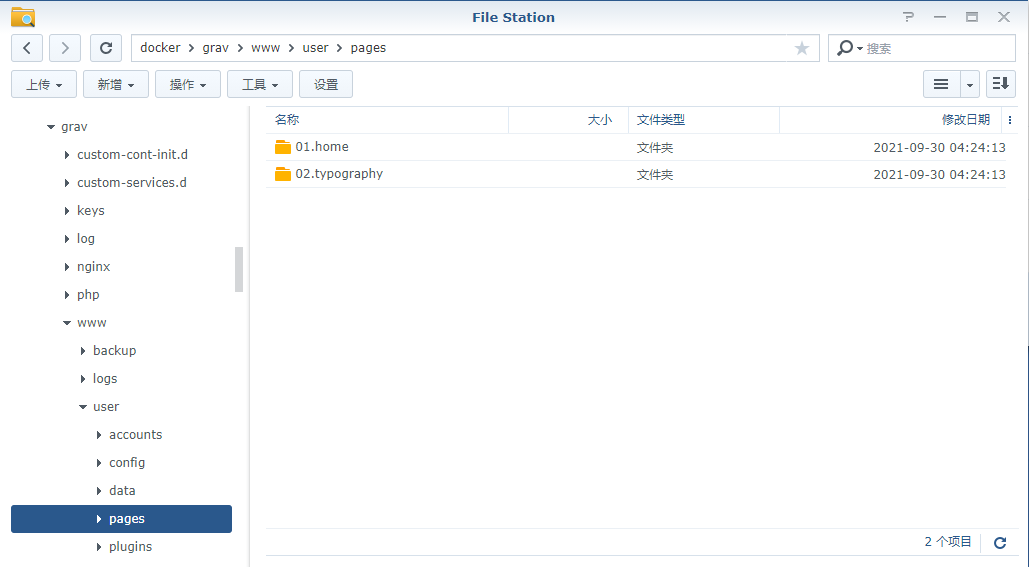 File Station
docker > grav > www > user > pages
搜索
上传 新增 操作 工具 设置
grav
custom-cont-init.d
custom-services.d
keys
log
nginx
php
www
backup
logs
user
accounts
config
data
pages
plugins
名称 大小 文件类型 修改日期
01.home 文件夹 2021-09-30 04:24:13
02.typography 文件夹 2021-09-30 04:24:13
2 个项目